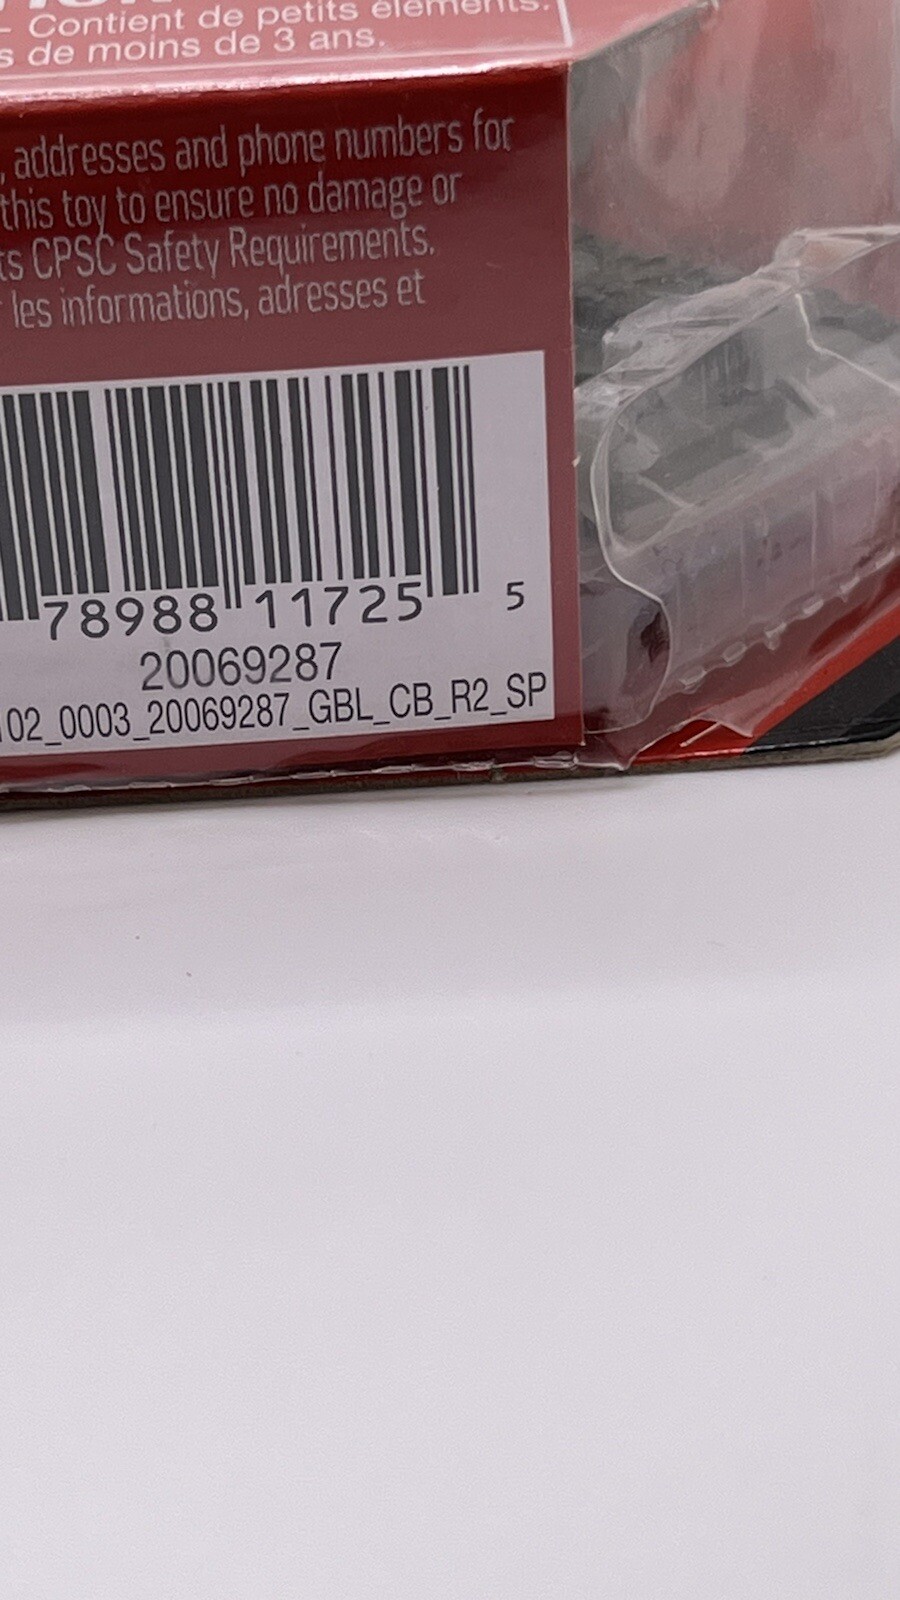 - Contient de petits éléments.
s de moins de 3 ans.
, addresses and phone numbers for
this toy to ensure no damage or
ts CPSC Safety Requirements.
les informations, adresses et
78988 11725 5
20069287
02_0003_20069287_GBL_CB_R2_SP